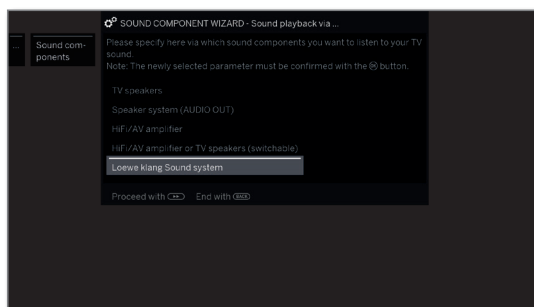 SOUND COMPONENT WIZARD - Sound playback via ...
... Sound com-
ponents
Please specify here via which sound components you want to listen to your TV
sound.
Note: The newly selected parameter must be confirmed with the OK button.
TV speakers
Speaker system (AUDIO OUT)
HiFi/AV amplifier
HiFi/AV amplifier or TV speakers (switchable)
Loewe klang Sound system
Proceed with ▸▸ End with BACK